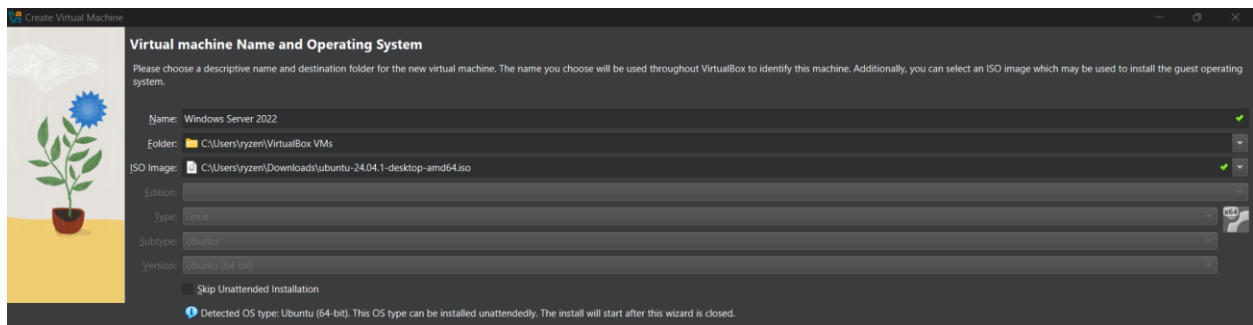 Create Virtual Machine
Virtual machine Name and Operating System
Please choose a descriptive name and destination folder for the new virtual machine. The name you choose will be used throughout VirtualBox to identify this machine. Additionally, you can select an ISO image which may be used to install the guest operating
system.
Name: Windows Server 2022
Folder: C:\Users\ryzen\VirtualBox VMs
ISO Image: C:\Users\ryzen\Downloads\ubuntu-24.04.1-desktop-amd64.iso
Edition:
Type: Linux
x64
Subtype: Ubuntu
Version: Ubuntu (64-bit)
Skip Unattended Installation
Detected OS type: Ubuntu (64-bit). This OS type can be installed unattendedly. The install will start after this wizard is closed.